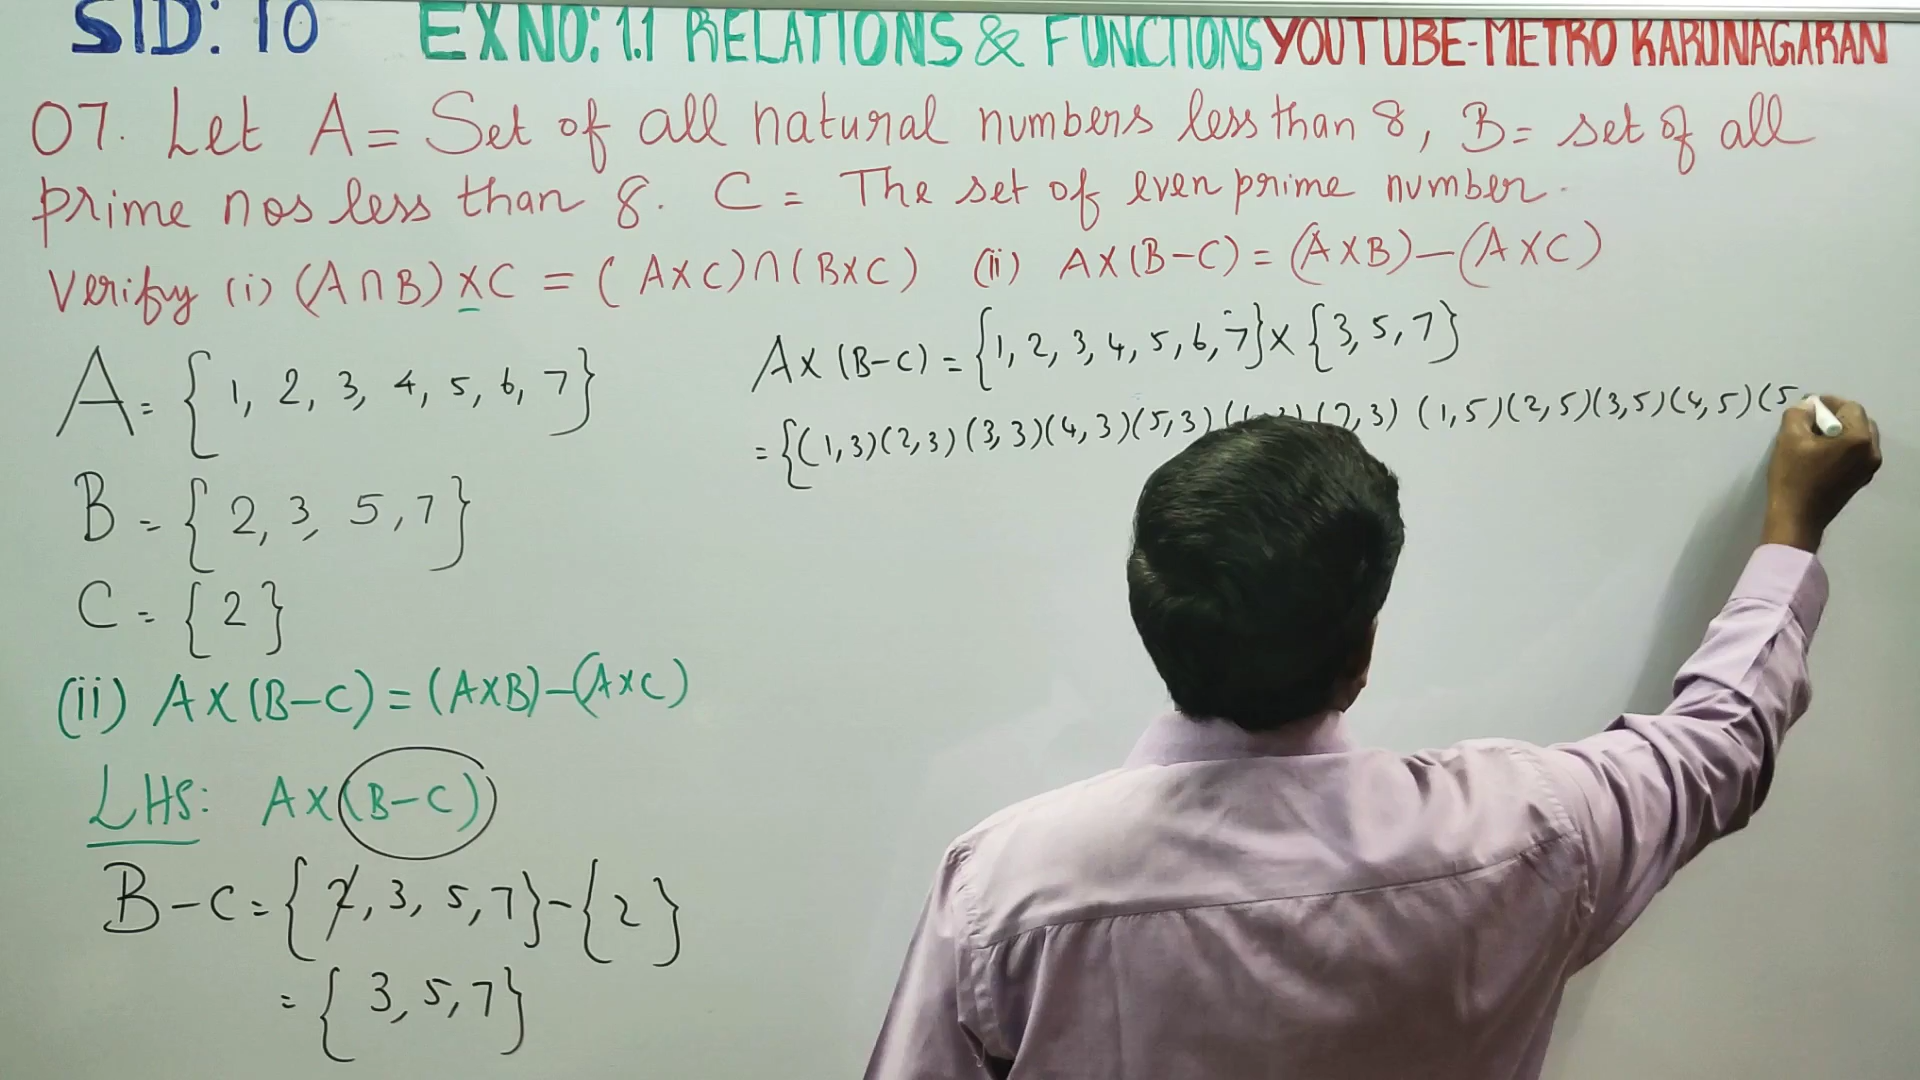 STD: 10 EXNO: 1.1 RELATIONS & FUNCTIONS YOUTUBE-METRO KARUNAGARAN
07. Let A = Set of all natural numbers less than 8, B = set of all
prime nos less than 8. C = The set of even prime number.
Verify (i) (A∩B)×C = (A×C)∩(B×C) (ii) A×(B-C) = (A×B)-(A×C)
A = {1, 2, 3, 4, 5, 6, 7}
B = {2, 3, 5, 7}
C = {2}
(ii) A×(B-C) = (A×B)-(A×C)
LHS: A×(B-C)
B-C = {2, 3, 5, 7}-{2}
= {3, 5, 7}
A×(B-C) = {1, 2, 3, 4, 5, 6, 7}×{3, 5, 7}
= {(1,3)(2,3)(3,3)(4,3)(5,3) ,3) (1,5)(2,5)(3,5)(4,5)(5